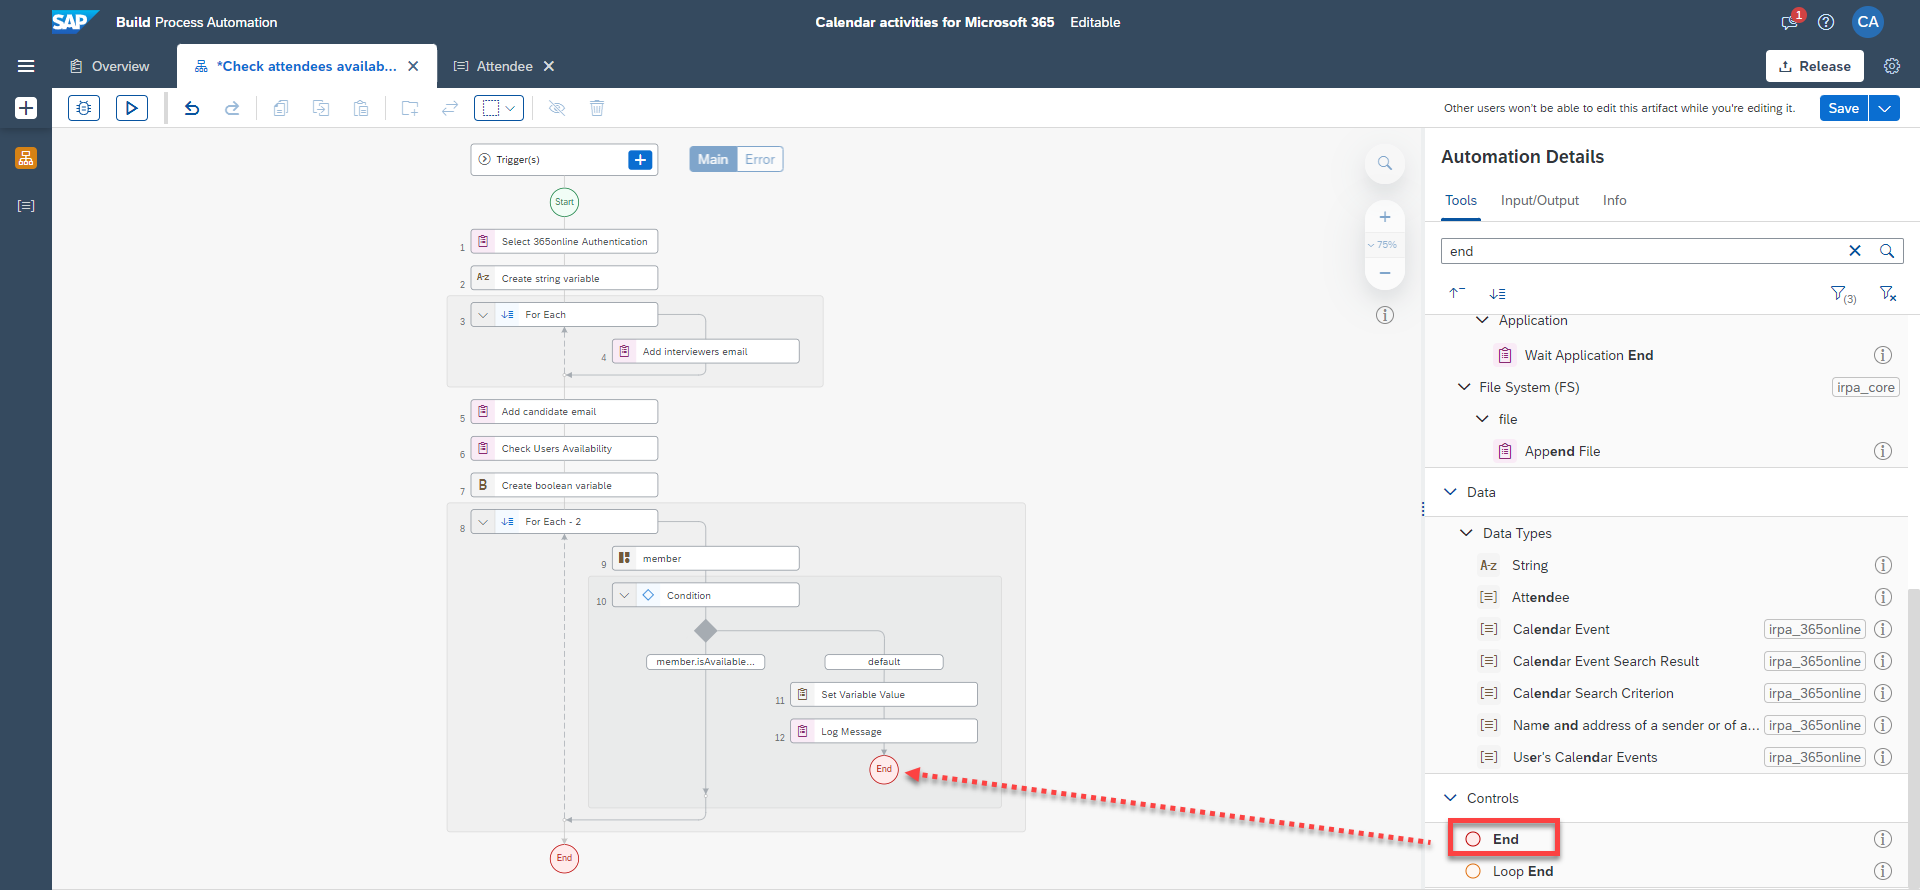 SAP Build Process Automation
Calendar activities for Microsoft 365 Editable
1
CA
Overview
*Check attendees availab...
Attendee
Release
Other users won't be able to edit this artifact while you're editing it.
Save
Trigger(s)
Main Error
Start
1 Select 365online Authentication
2 A-z Create string variable
3 For Each
4 Add interviewers email
5 Add candidate email
6 Check Users Availability
7 B Create boolean variable
8 For Each - 2
9 member
10 Condition
member.isAvailable...
default
11 Set Variable Value
12 Log Message
End
End
75%
Automation Details
Tools Input/Output Info
end
(3)
Application
Wait Application End
File System (FS) irpa_core
file
Append File
Data
Data Types
A-z String
Attendee
Calendar Event irpa_365online
Calendar Event Search Result irpa_365online
Calendar Search Criterion irpa_365online
Name and address of a sender or of a... irpa_365online
User's Calendar Events irpa_365online
Controls
End
Loop End